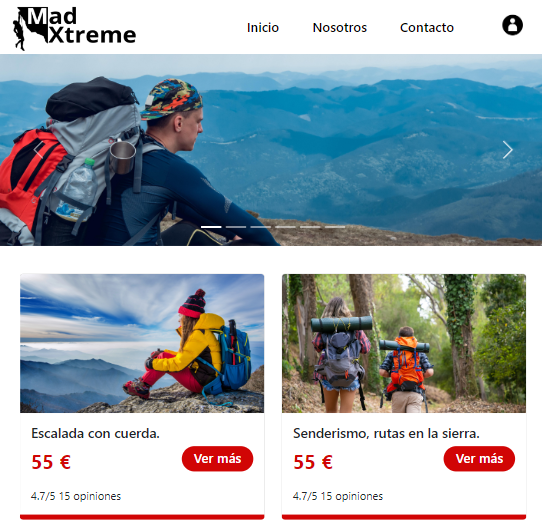 Mad
Xtreme
Inicio Nosotros Contacto
Escalada con cuerda.
55 €
Ver más
4.7/5 15 opiniones
Senderismo, rutas en la sierra.
55 €
Ver más
4.7/5 15 opiniones